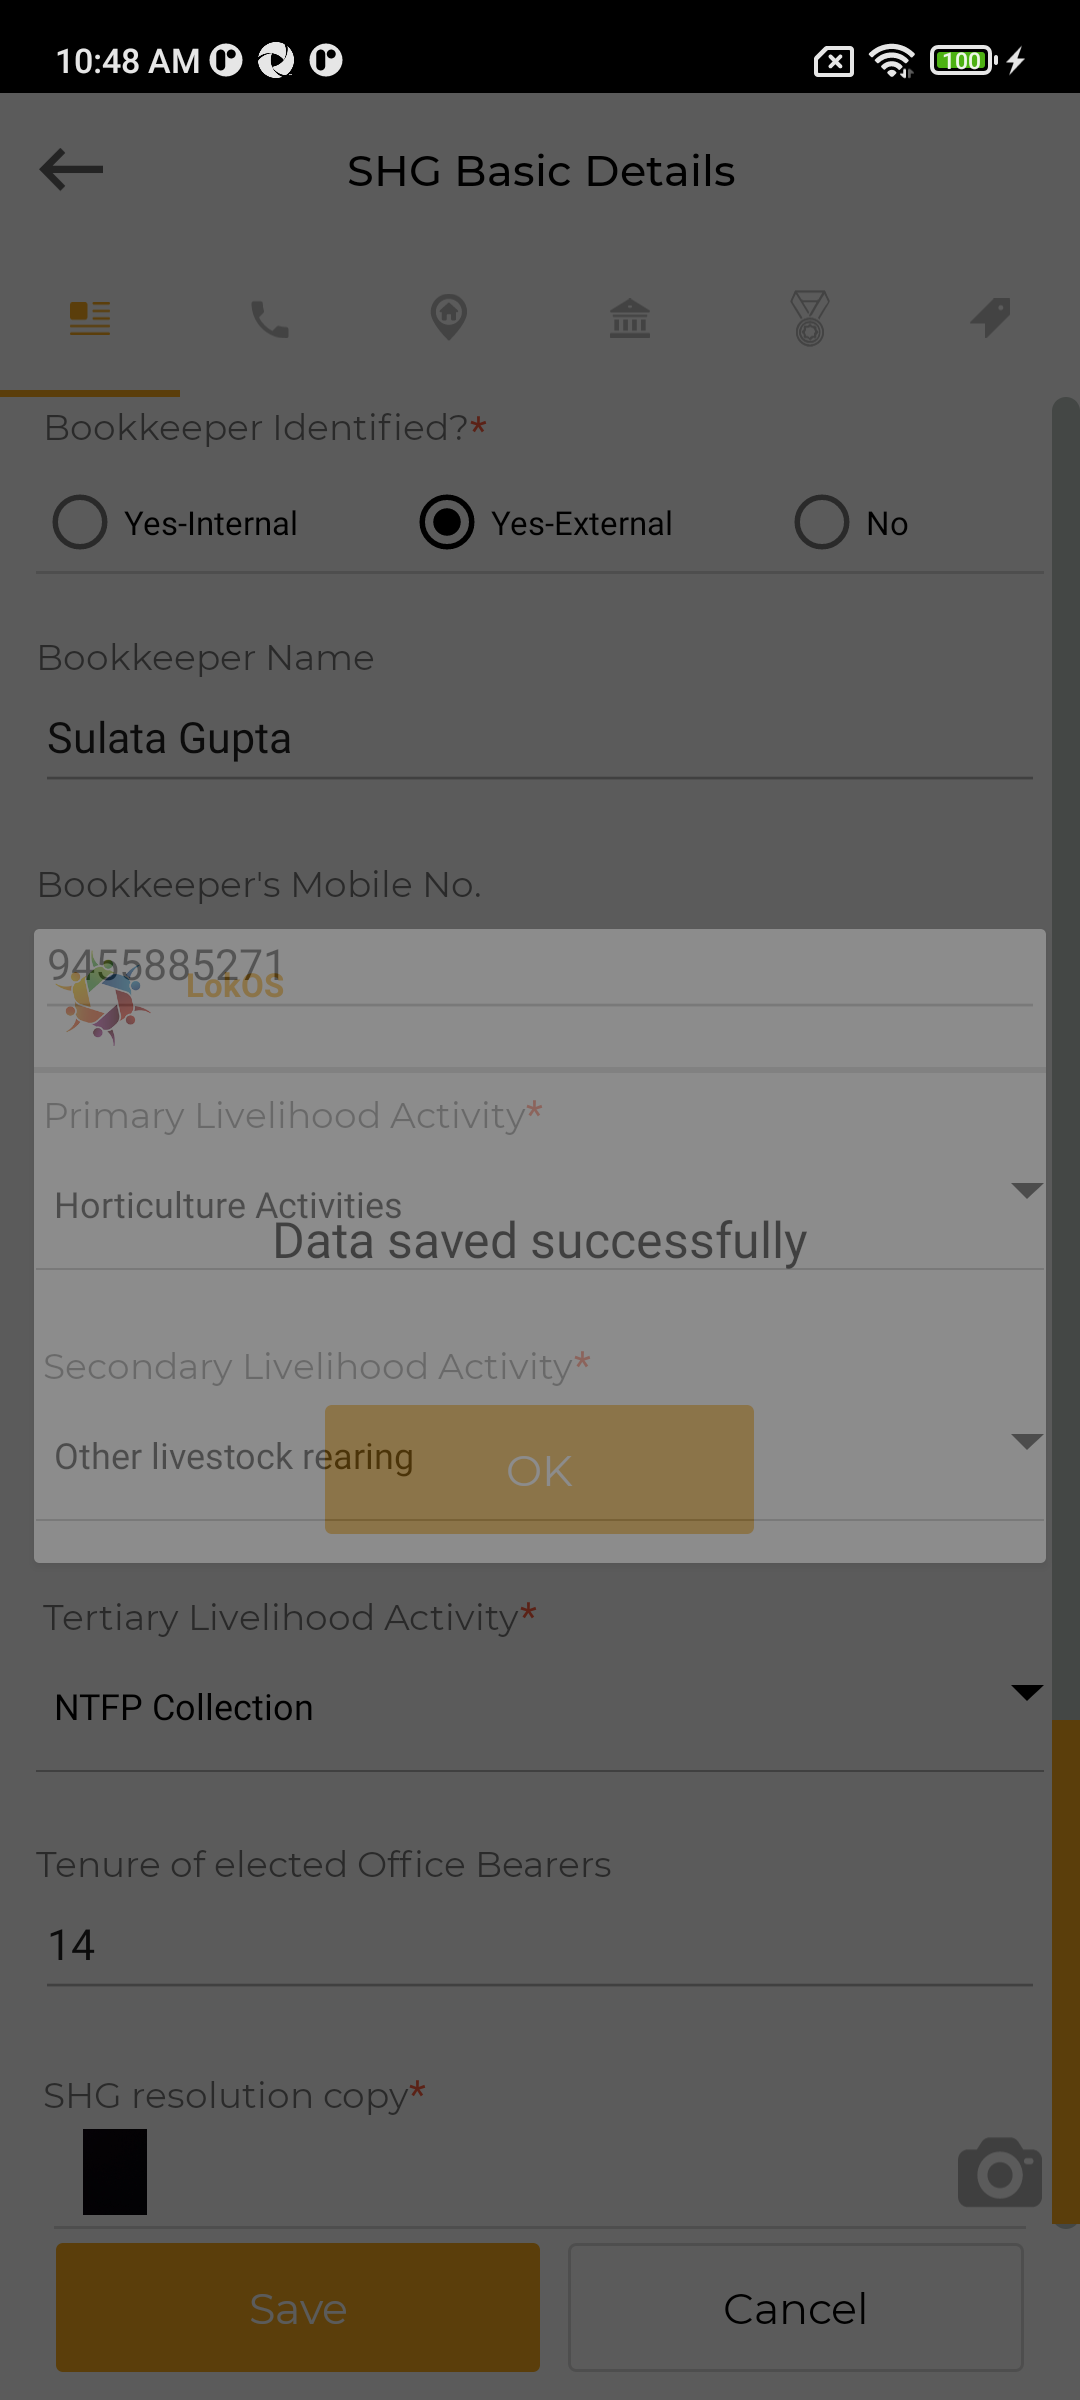 10:48 AM
100
SHG Basic Details
Bookkeeper Identified?*
Yes-Internal
Yes-External
No
Bookkeeper Name
Sulata Gupta
Bookkeeper's Mobile No.
9455885271
LokOS
Primary Livelihood Activity*
Horticulture Activities
Data saved successfully
Secondary Livelihood Activity*
Other livestock rearing
OK
Tertiary Livelihood Activity*
NTFP Collection
Tenure of elected Office Bearers
14
SHG resolution copy*
Save
Cancel